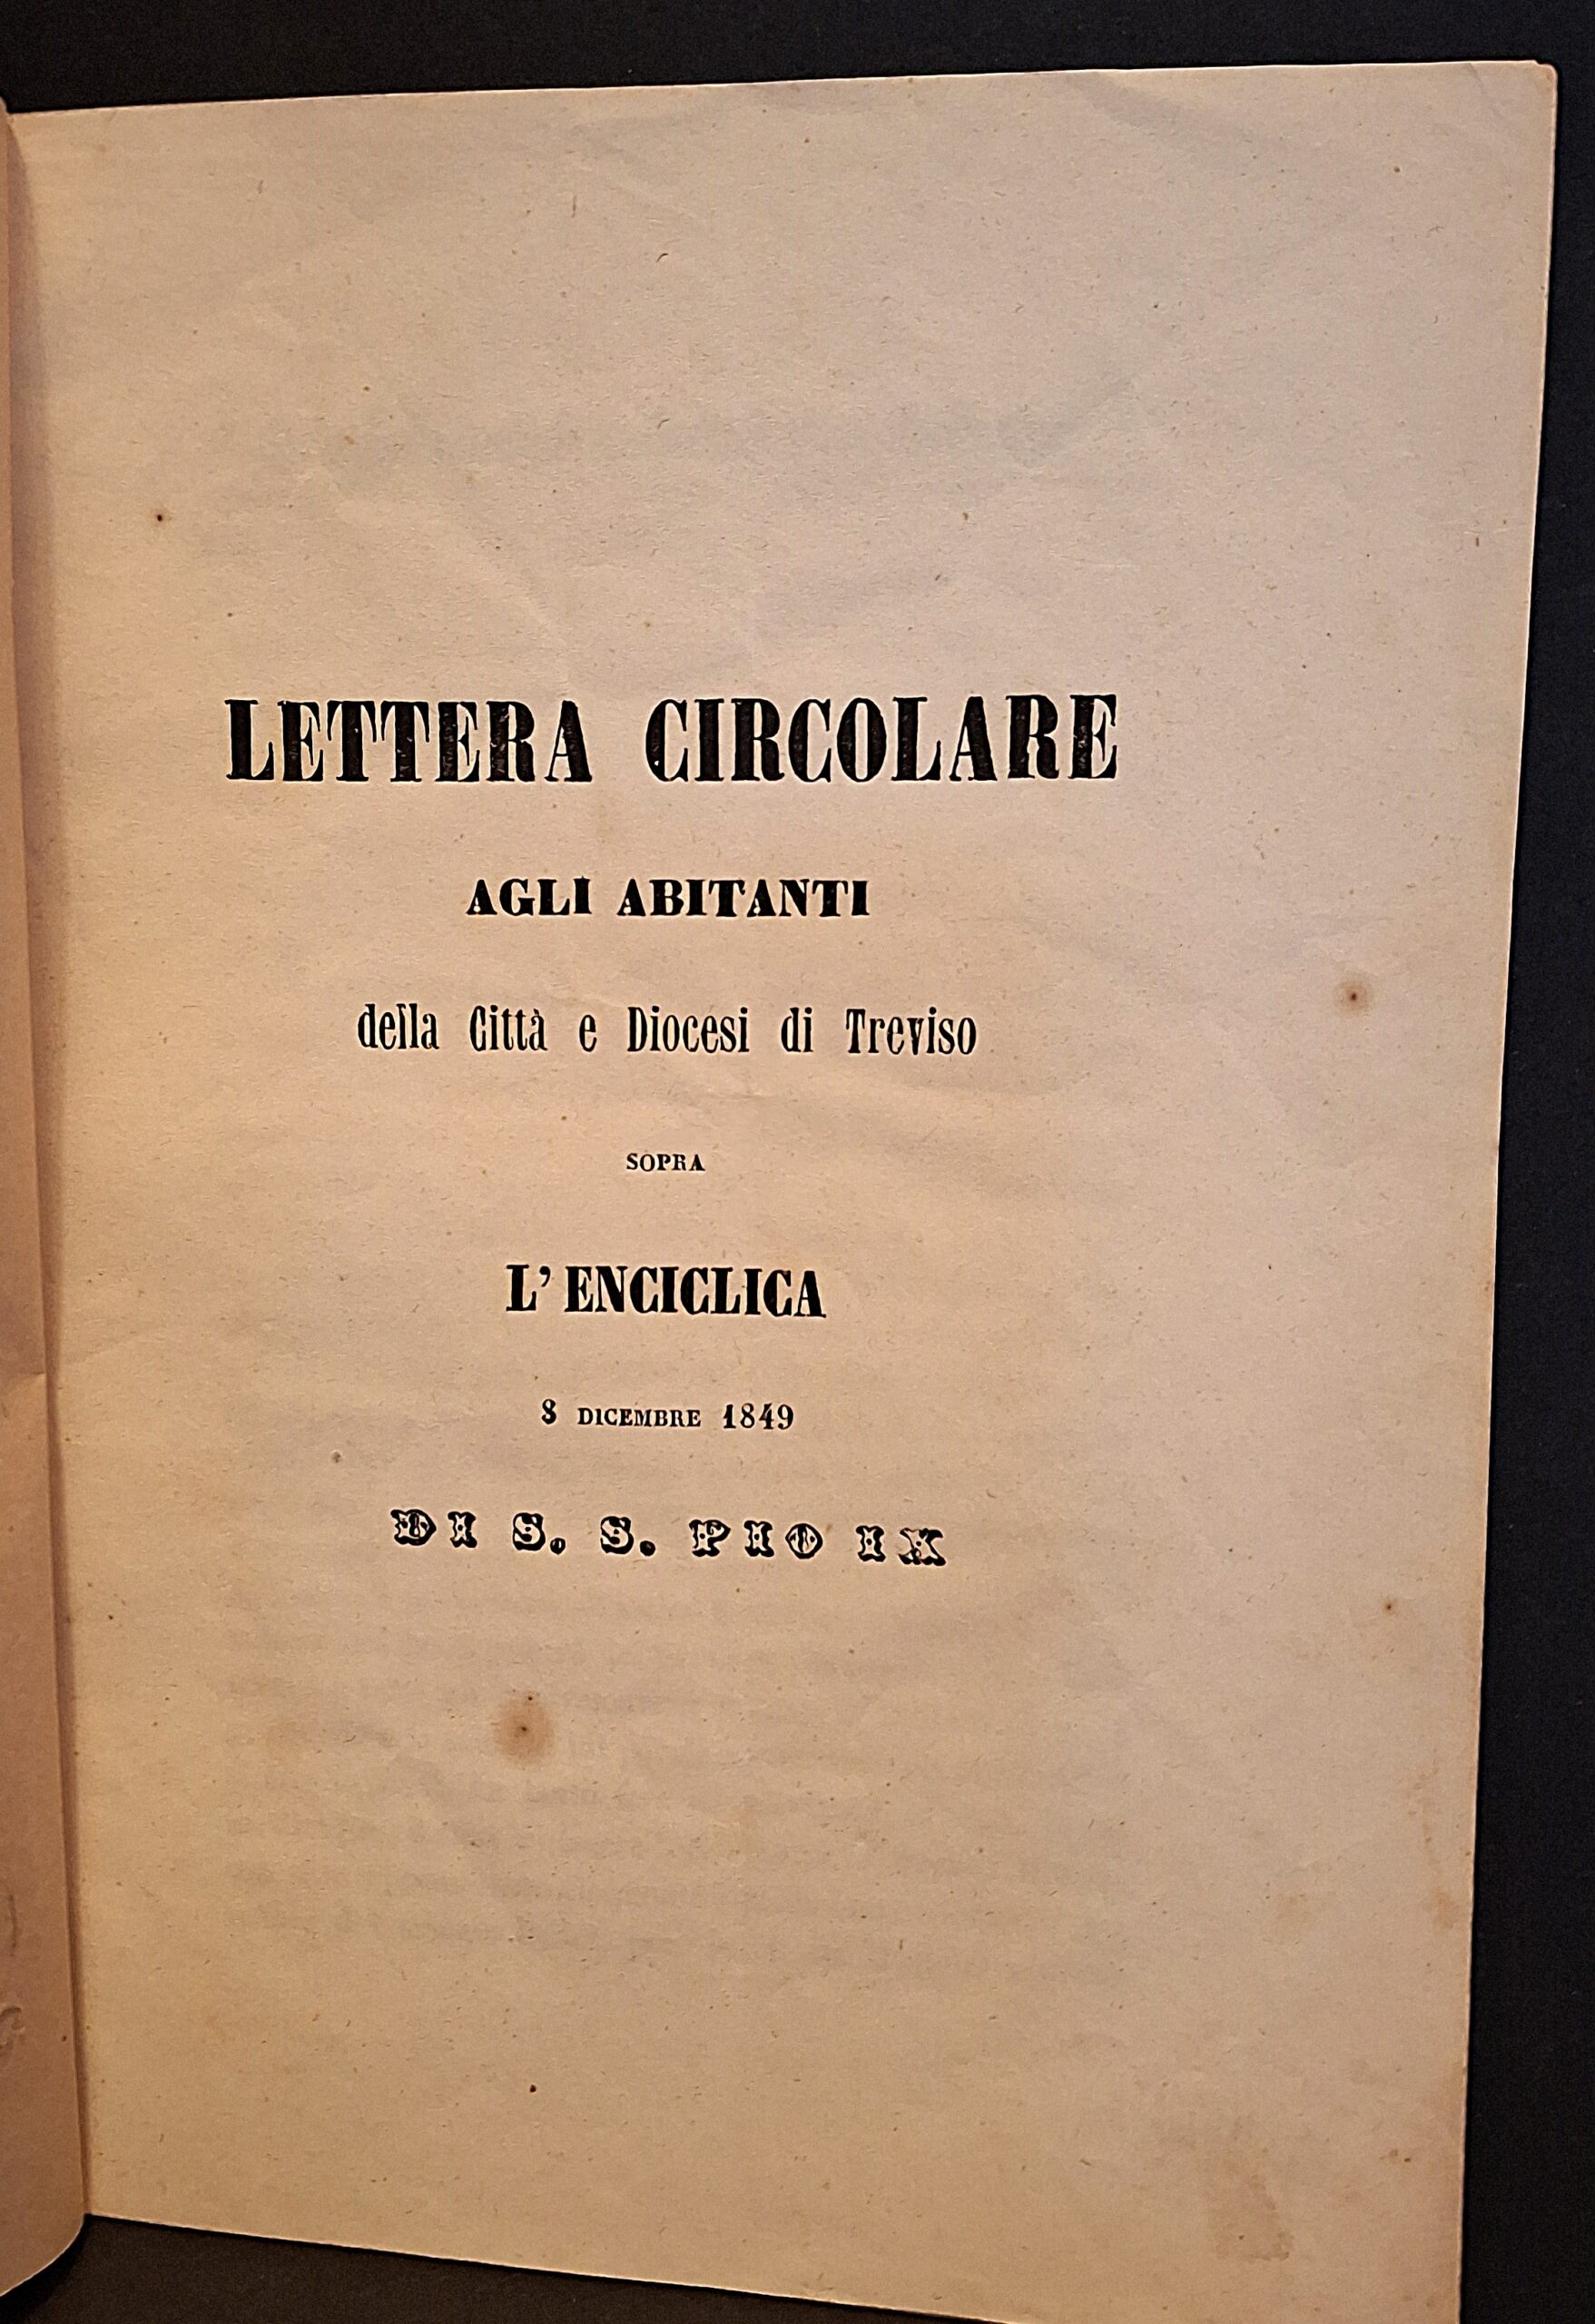 LETTERA CIRCOLARE
AGLI ABITANTI
della Città e Diocesi di Treviso
SOPRA
L' ENCICLICA
8 DICEMBRE 1849
DI S. S. PIO IX